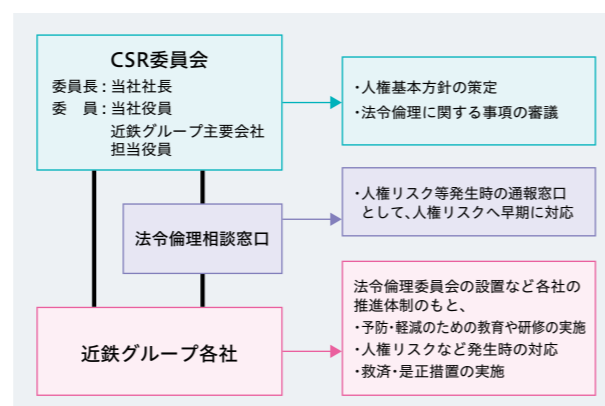 CSR委員会
委員長：当社社長
委　員：当社役員
近鉄グループ主要会社
担当役員
・人権基本方針の策定
・法令倫理に関する事項の審議
法令倫理相談窓口
・人権リスク等発生時の通報窓口
として、人権リスクへ早期に対応
近鉄グループ各社
法令倫理委員会の設置など各社の
推進体制のもと、
・予防・軽減のための教育や研修の実施
・人権リスクなど発生時の対応
・救済・是正措置の実施